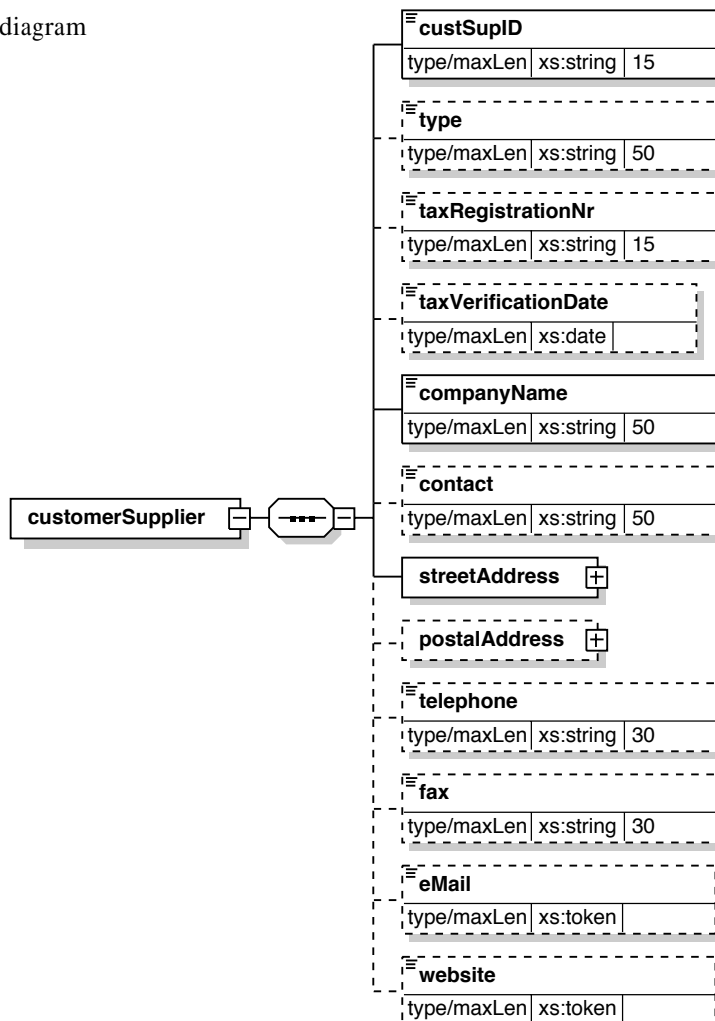 diagram
custSupID
type/maxLen xs:string 15
type
type/maxLen xs:string 50
taxRegistrationNr
type/maxLen xs:string 15
taxVerificationDate
type/maxLen xs:date
companyName
type/maxLen xs:string 50
contact
type/maxLen xs:string 50
customerSupplier
streetAddress
postalAddress
telephone
type/maxLen xs:string 30
fax
type/maxLen xs:string 30
eMail
type/maxLen xs:token
website
type/maxLen xs:token